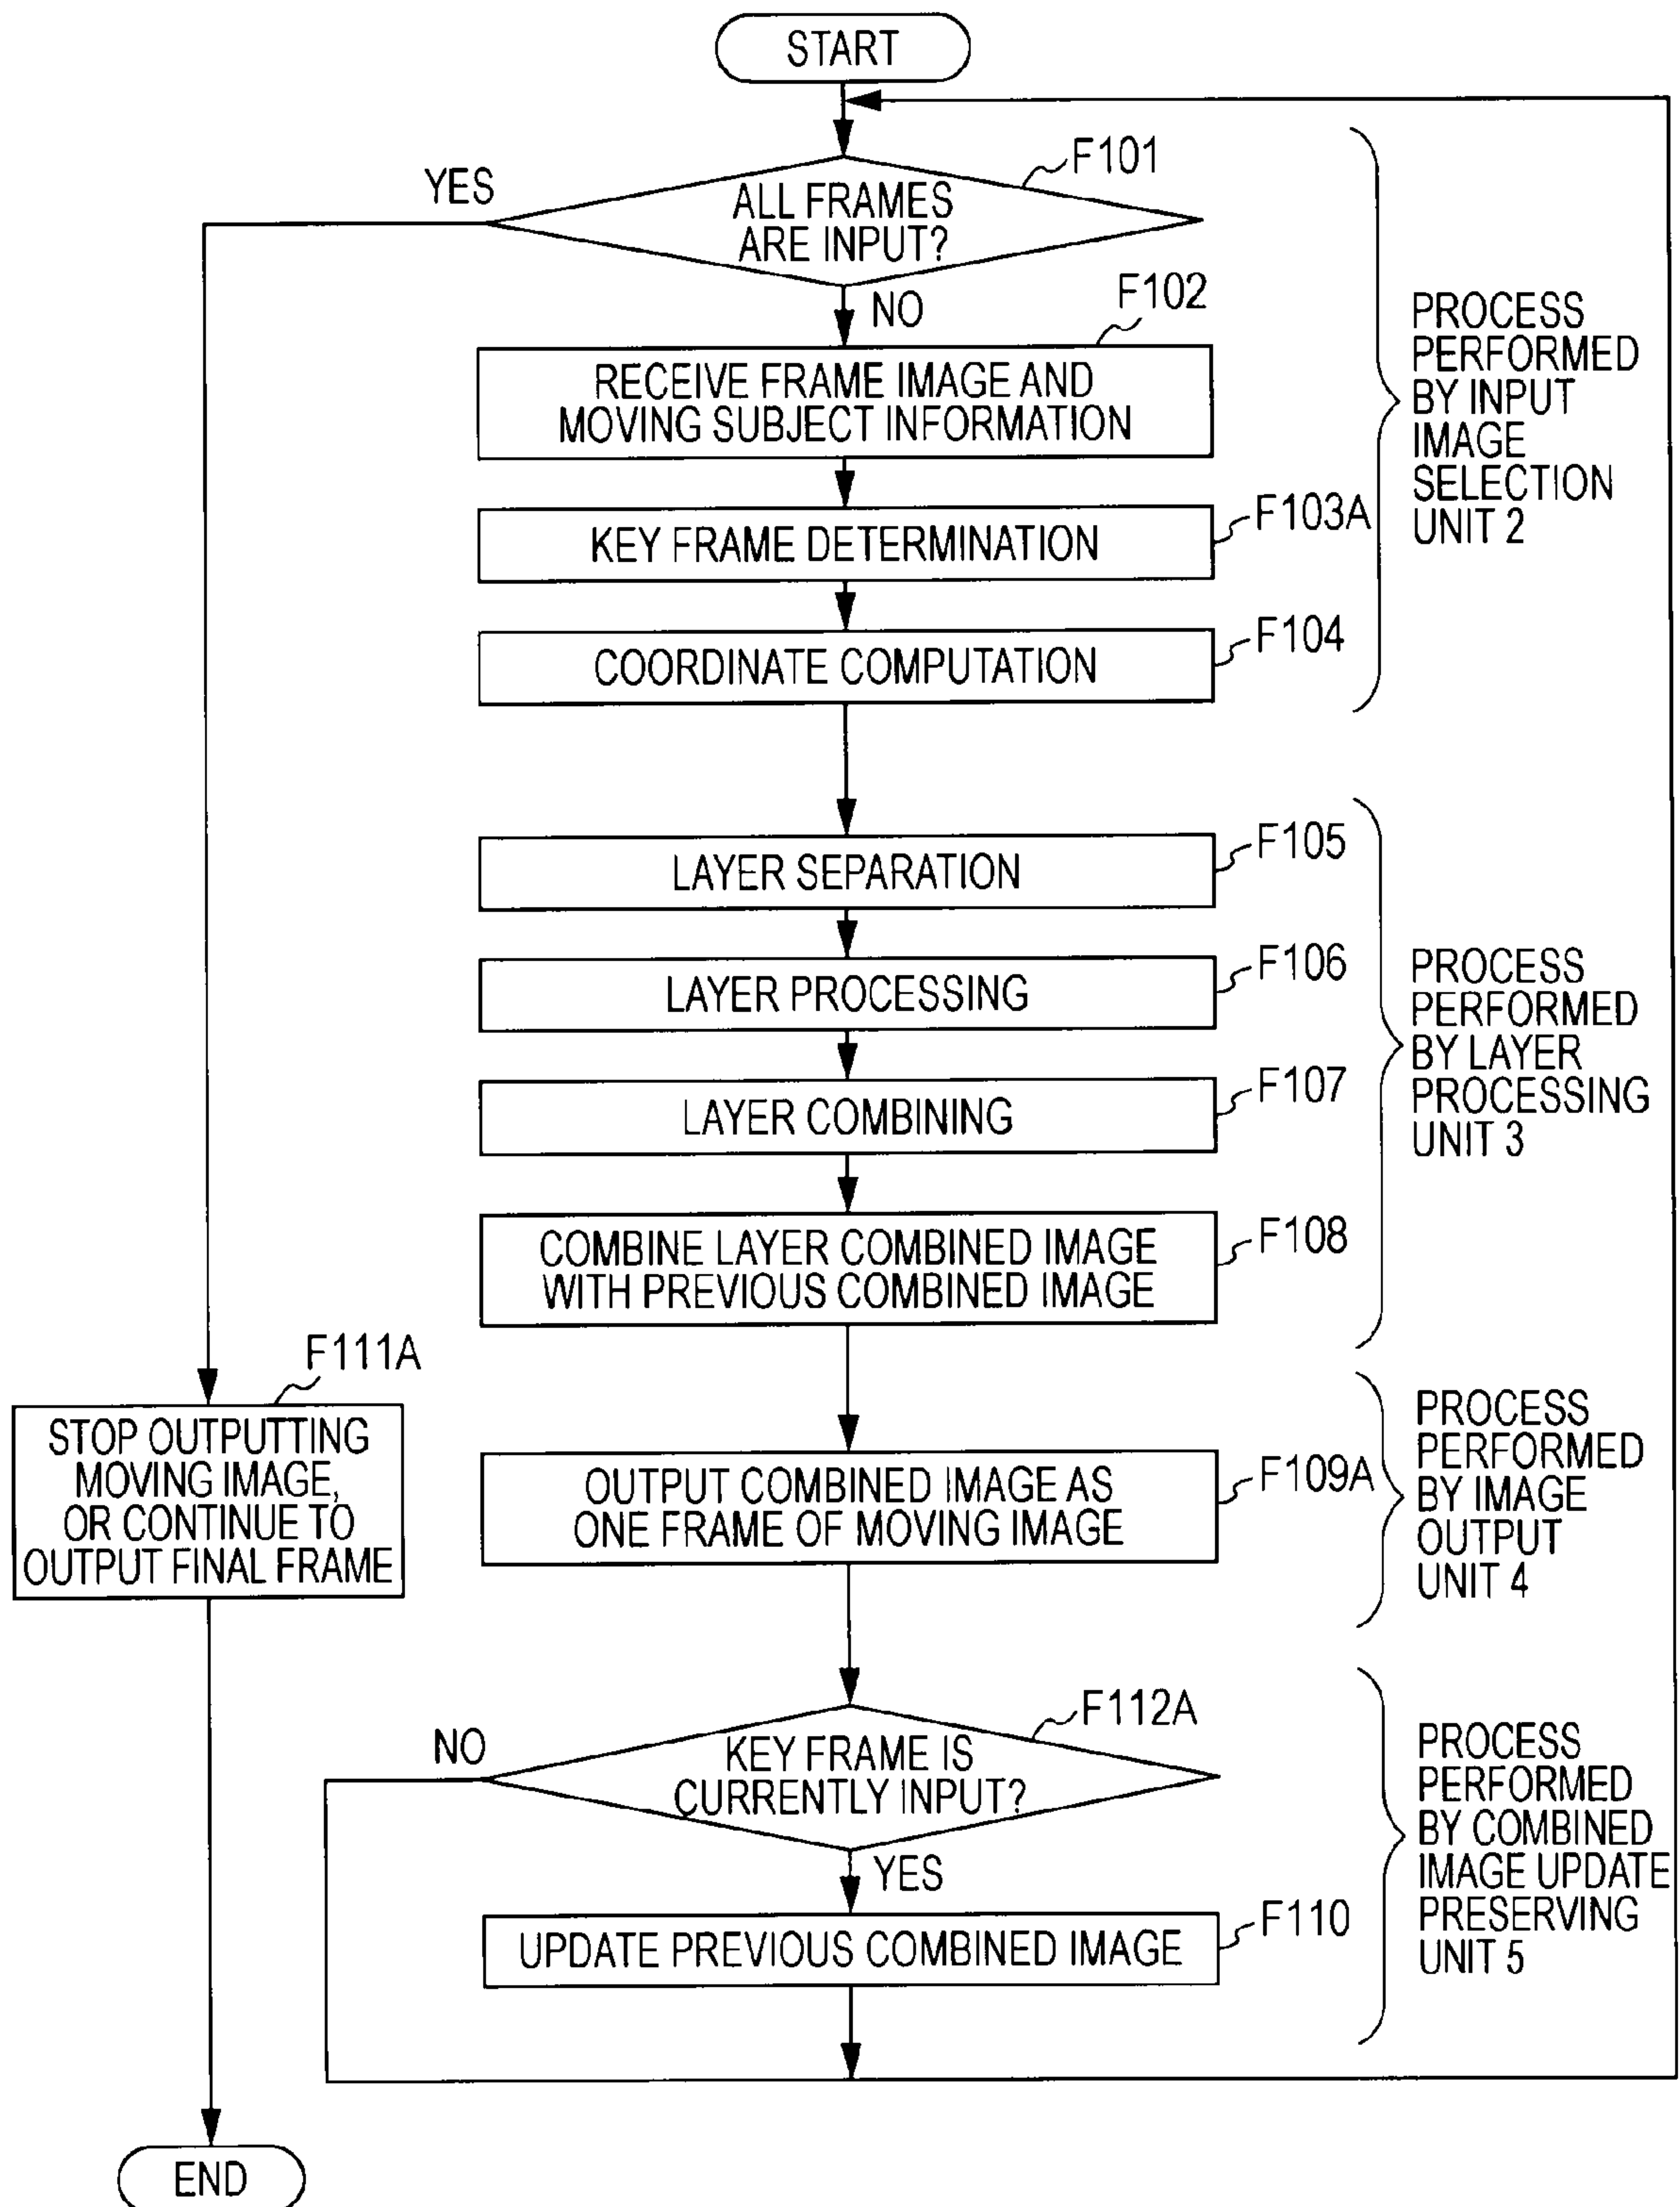 START
F101
YES
ALL FRAMES
ARE INPUT?
NO
F102
RECEIVE FRAME IMAGE AND
MOVING SUBJECT INFORMATION
F103A
KEY FRAME DETERMINATION
F104
COORDINATE COMPUTATION
PROCESS
PERFORMED
BY INPUT
IMAGE
SELECTION
UNIT 2
F105
LAYER SEPARATION
F106
LAYER PROCESSING
F107
LAYER COMBINING
F108
COMBINE LAYER COMBINED IMAGE
WITH PREVIOUS COMBINED IMAGE
PROCESS
PERFORMED
BY LAYER
PROCESSING
UNIT 3
F111A
STOP OUTPUTTING
MOVING IMAGE,
OR CONTINUE TO
OUTPUT FINAL FRAME
F109A
OUTPUT COMBINED IMAGE AS
ONE FRAME OF MOVING IMAGE
PROCESS
PERFORMED
BY IMAGE
OUTPUT
UNIT 4
F112A
NO
KEY FRAME IS
CURRENTLY INPUT?
YES
F110
UPDATE PREVIOUS COMBINED IMAGE
PROCESS
PERFORMED
BY COMBINED
IMAGE UPDATE
PRESERVING
UNIT 5
END